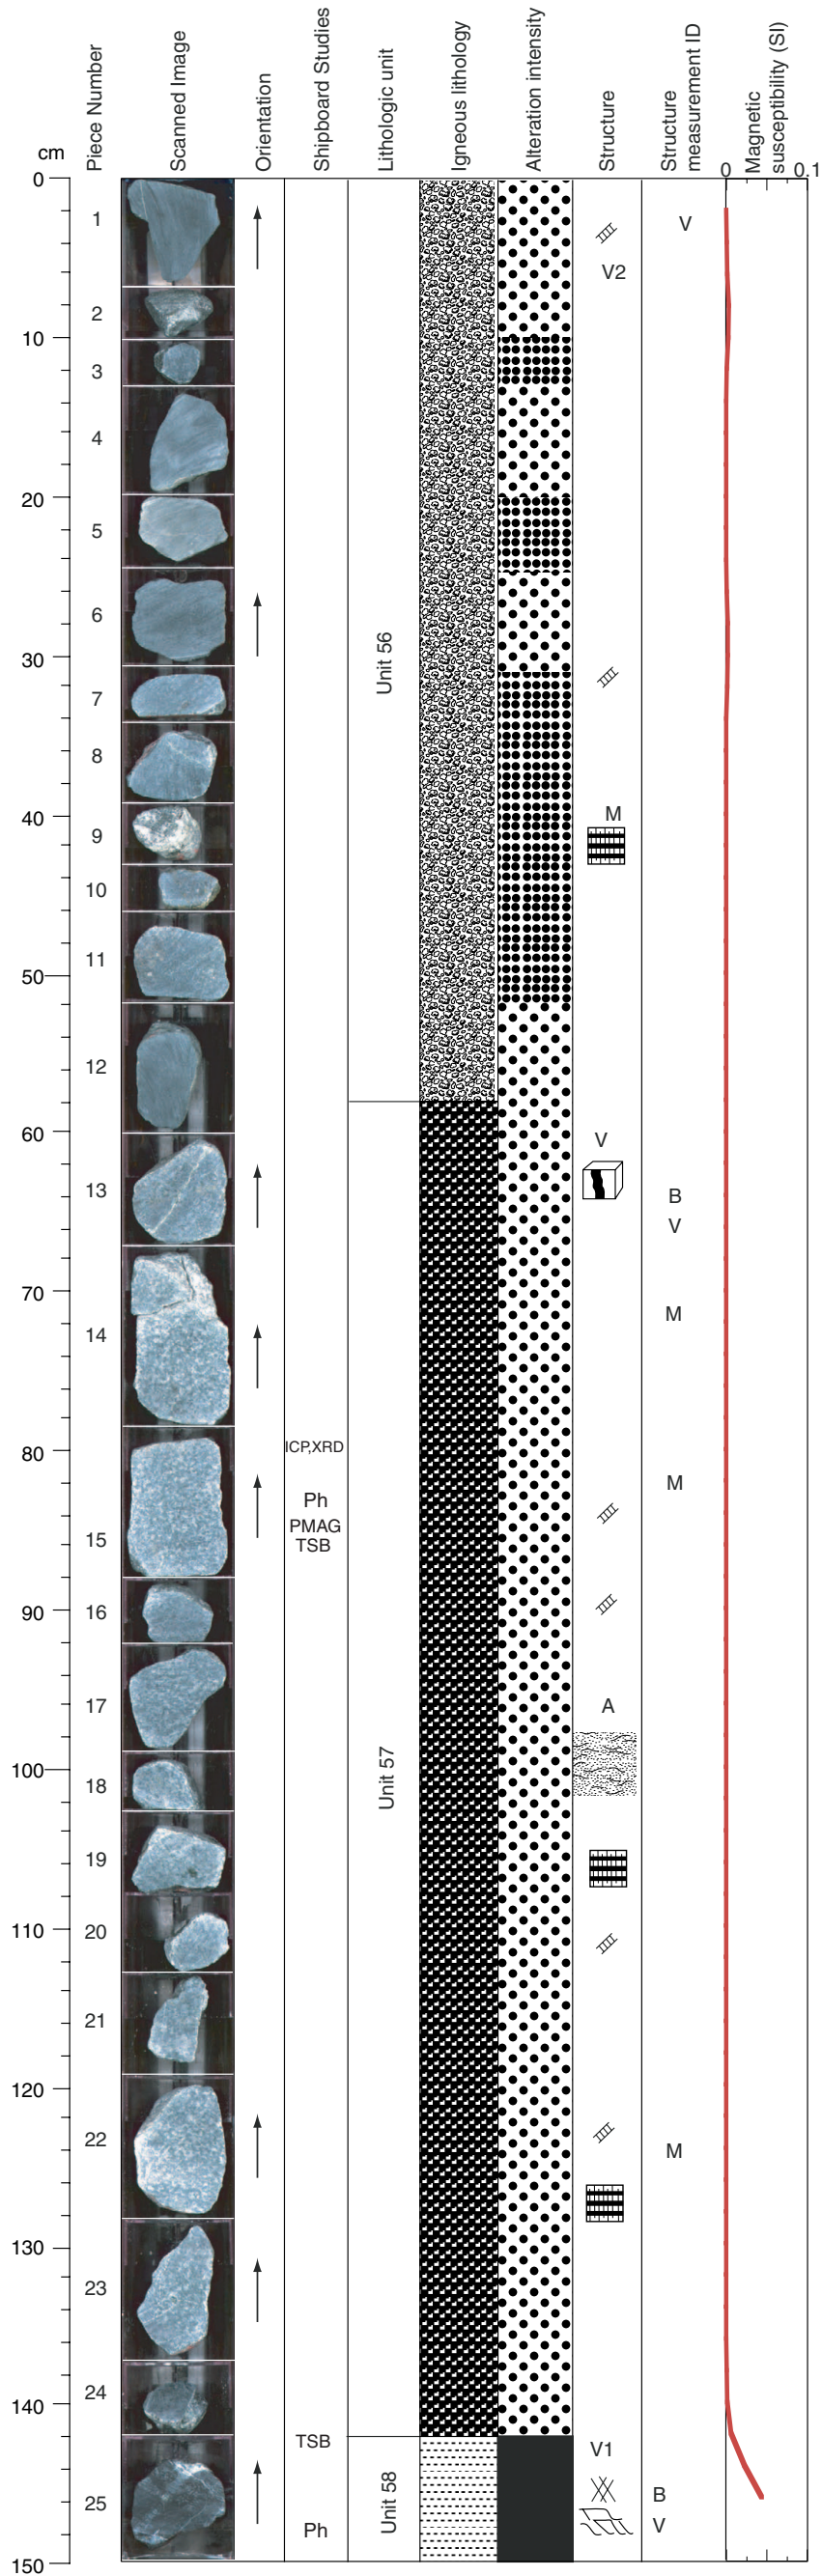 cm
Piece Number
Scanned Image
Orientation
Shipboard Studies
Lithologic unit
Igneous lithology
Alteration intensity
Structure
Structure measurement ID
Magnetic susceptibility (SI)
0 0.1
0
1 V
V2
2
10
3
4
20
5
6
Unit 56
30
7
8
40 M
9
10
11
50
12
60 V
13 B
V
70
14 M
80 ICP,XRD
M
Ph
PMAG
15 TSB
90 16
17 A
100
18
Unit 57
19
110 20
21
120
22 M
130
23
140 24
TSB V1
25 Unit 58 B
V
Ph
150